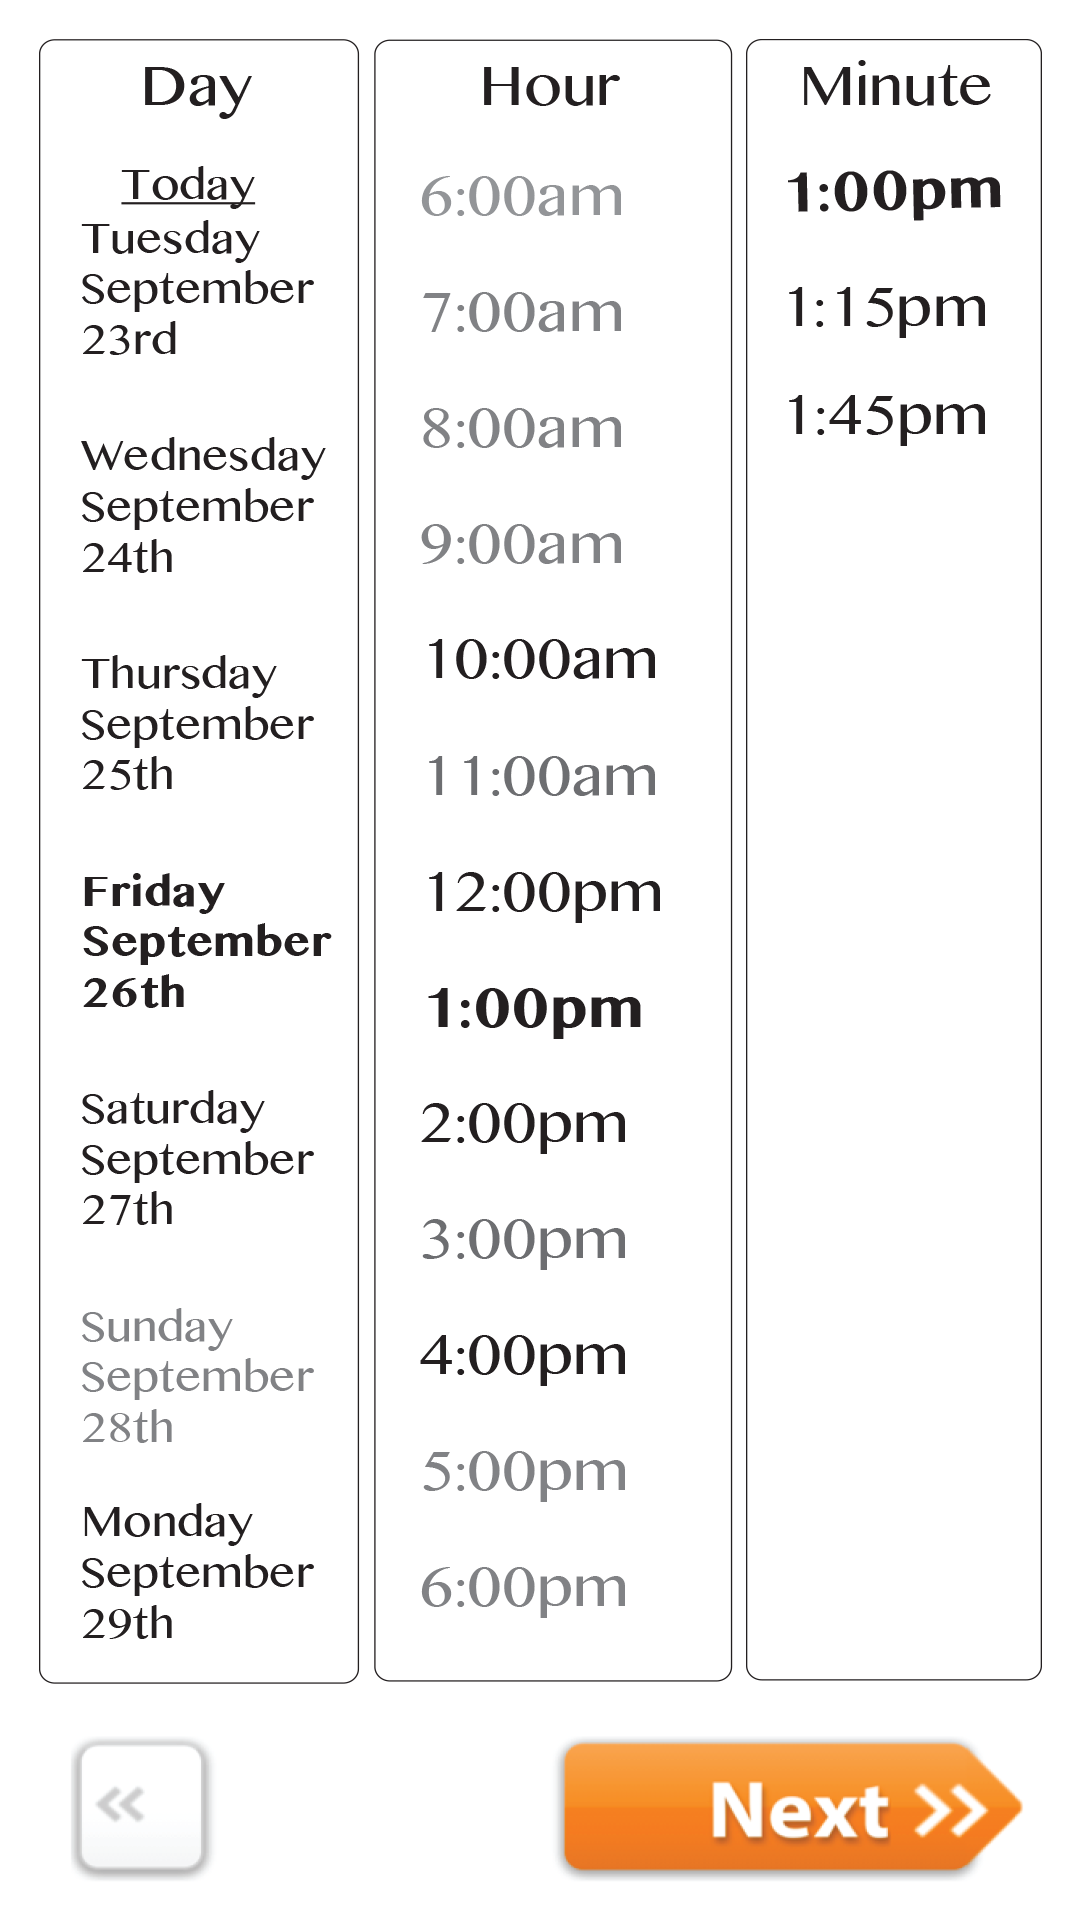 Day
Today
Tuesday
September
23rd
Wednesday
September
24th
Thursday
September
25th
Friday
September
26th
Saturday
September
27th
Sunday
September
28th
Monday
September
29th
Hour
6:00am
7:00am
8:00am
9:00am
10:00am
11:00am
12:00pm
1:00pm
2:00pm
3:00pm
4:00pm
5:00pm
6:00pm
Minute
1:00pm
1:15pm
1:45pm
Next